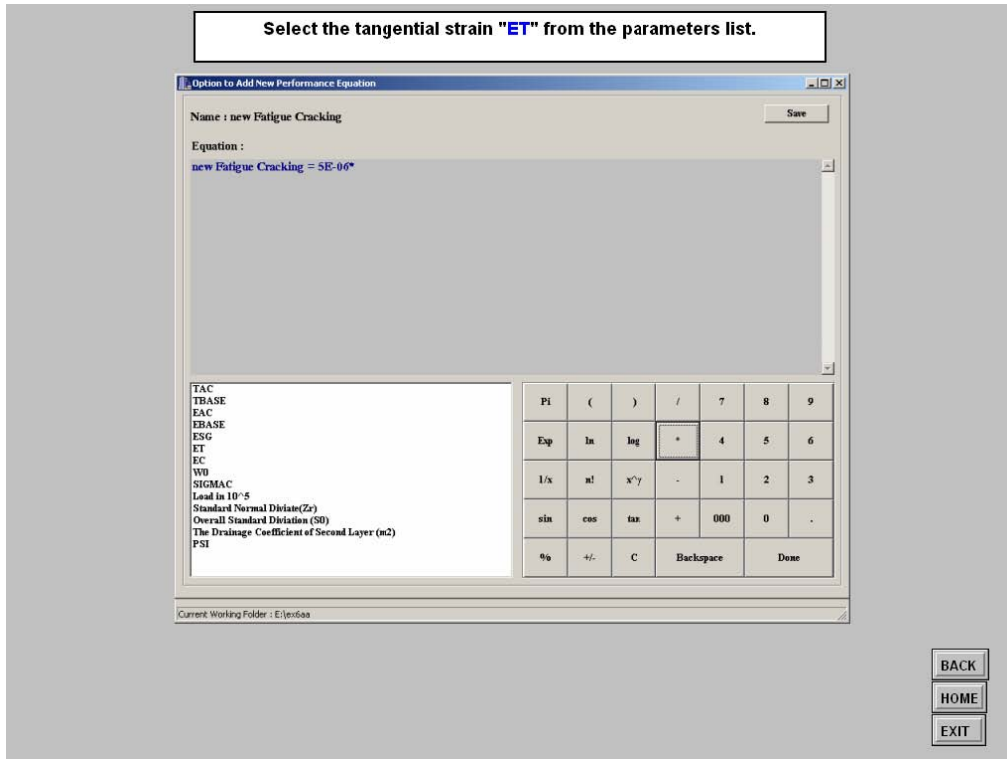 Select the tangential strain "ET" from the parameters list.
Option to Add New Performance Equation
Name : new Fatigue Cracking
Save
Equation :
new Fatigue Cracking = 5E-06*
TAC
TBASE
EAC
EBASE
ESG
ET
EC
W0
SIGMAC
Load in 10^5
Standard Normal Diviate(Zr)
Overall Standard Diviation (S0)
The Drainage Coefficient of Second Layer (m2)
PSI
Pi ( ) / 7 8 9
Exp ln log * 4 5 6
1/x n! x^y - 1 2 3
sin cos tan + 000 0 .
% +/- C Backspace Done
Current Working Folder : E:\ex6aa
BACK
HOME
EXIT